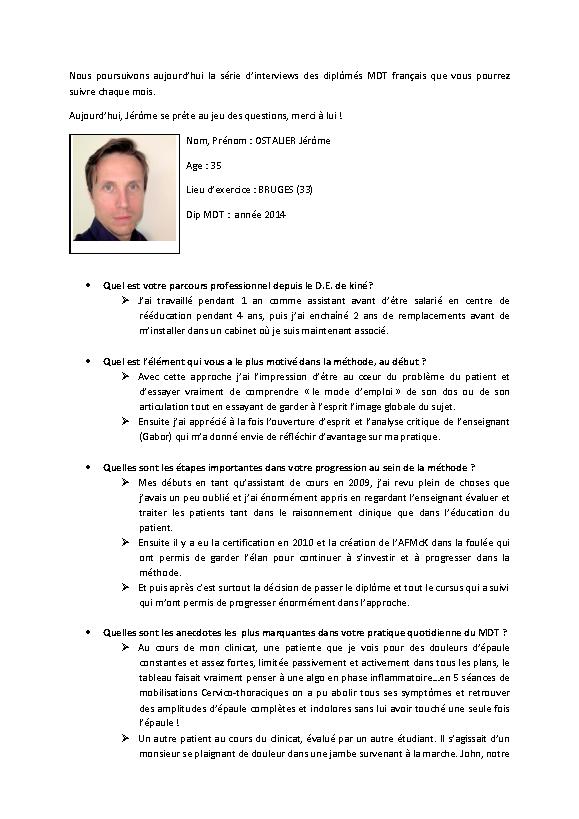 Nous poursuivons aujourd'hui la série d'interviews des diplômés MDT français que vous pourrez
suivre chaque mois.
Aujourd'hui, Jérôme se prête au jeu des questions, merci à lui !
Nom, Prénom : OSTALIER Jérôme
Age : 35
Lieu d'exercice : BRUGES (33)
Dip MDT : année 2014
• Quel est votre parcours professionnel depuis le D.E. de kiné?
➢ J'ai travaillé pendant 1 an comme assistant avant d'être salarié en centre de
rééducation pendant 4 ans, puis j'ai enchaîné 2 ans de remplacements avant de
m'installer dans un cabinet où je suis maintenant associé.
• Quel est l'élément qui vous a le plus motivé dans la méthode, au début ?
➢ Avec cette approche j'ai l'impression d'être au cœur du problème du patient et
d'essayer vraiment de comprendre « le mode d'emploi » de son dos ou de son
articulation tout en essayant de garder à l'esprit l'image globale du sujet.
➢ Ensuite j'ai apprécié à la fois l'ouverture d'esprit et l'analyse critique de l'enseignant
(Gabor) qui m'a donné envie de réfléchir d'avantage sur ma pratique.
• Quelles sont les étapes importantes dans votre progression au sein de la méthode ?
➢ Mes débuts en tant qu'assistant de cours en 2009, j'ai revu plein de choses que
j'avais un peu oublié et j'ai énormément appris en regardant l'enseignant évaluer et
traiter les patients tant dans le raisonnement clinique que dans l'éducation du
patient.
➢ Ensuite il y a eu la certification en 2010 et la création de l'AFMcK dans la foulée qui
ont permis de garder l'élan pour continuer à s'investir et à progresser dans la
méthode.
➢ Et puis après c'est surtout la décision de passer le diplôme et tout le cursus qui a suivi
qui m'ont permis de progresser énormément dans l'approche.
• Quelles sont les anecdotes les plus marquantes dans votre pratique quotidienne du MDT ?
➢ Au cours de mon clinicat, une patiente que je vois pour des douleurs d'épaule
constantes et assez fortes, limitée passivement et activement dans tous les plans, le
tableau faisait vraiment penser à une algo en phase inflammatoire…en 5 séances de
mobilisations Cervico-thoraciques on a pu abolir tous ses symptômes et retrouver
des amplitudes d'épaule complètes et indolores sans lui avoir touché une seule fois
l'épaule !
➢ Un autre patient au cours du clinicat, évalué par un autre étudiant. Il s'agissait d'un
monsieur se plaignant de douleur dans une jambe survenant à la marche. John, notre